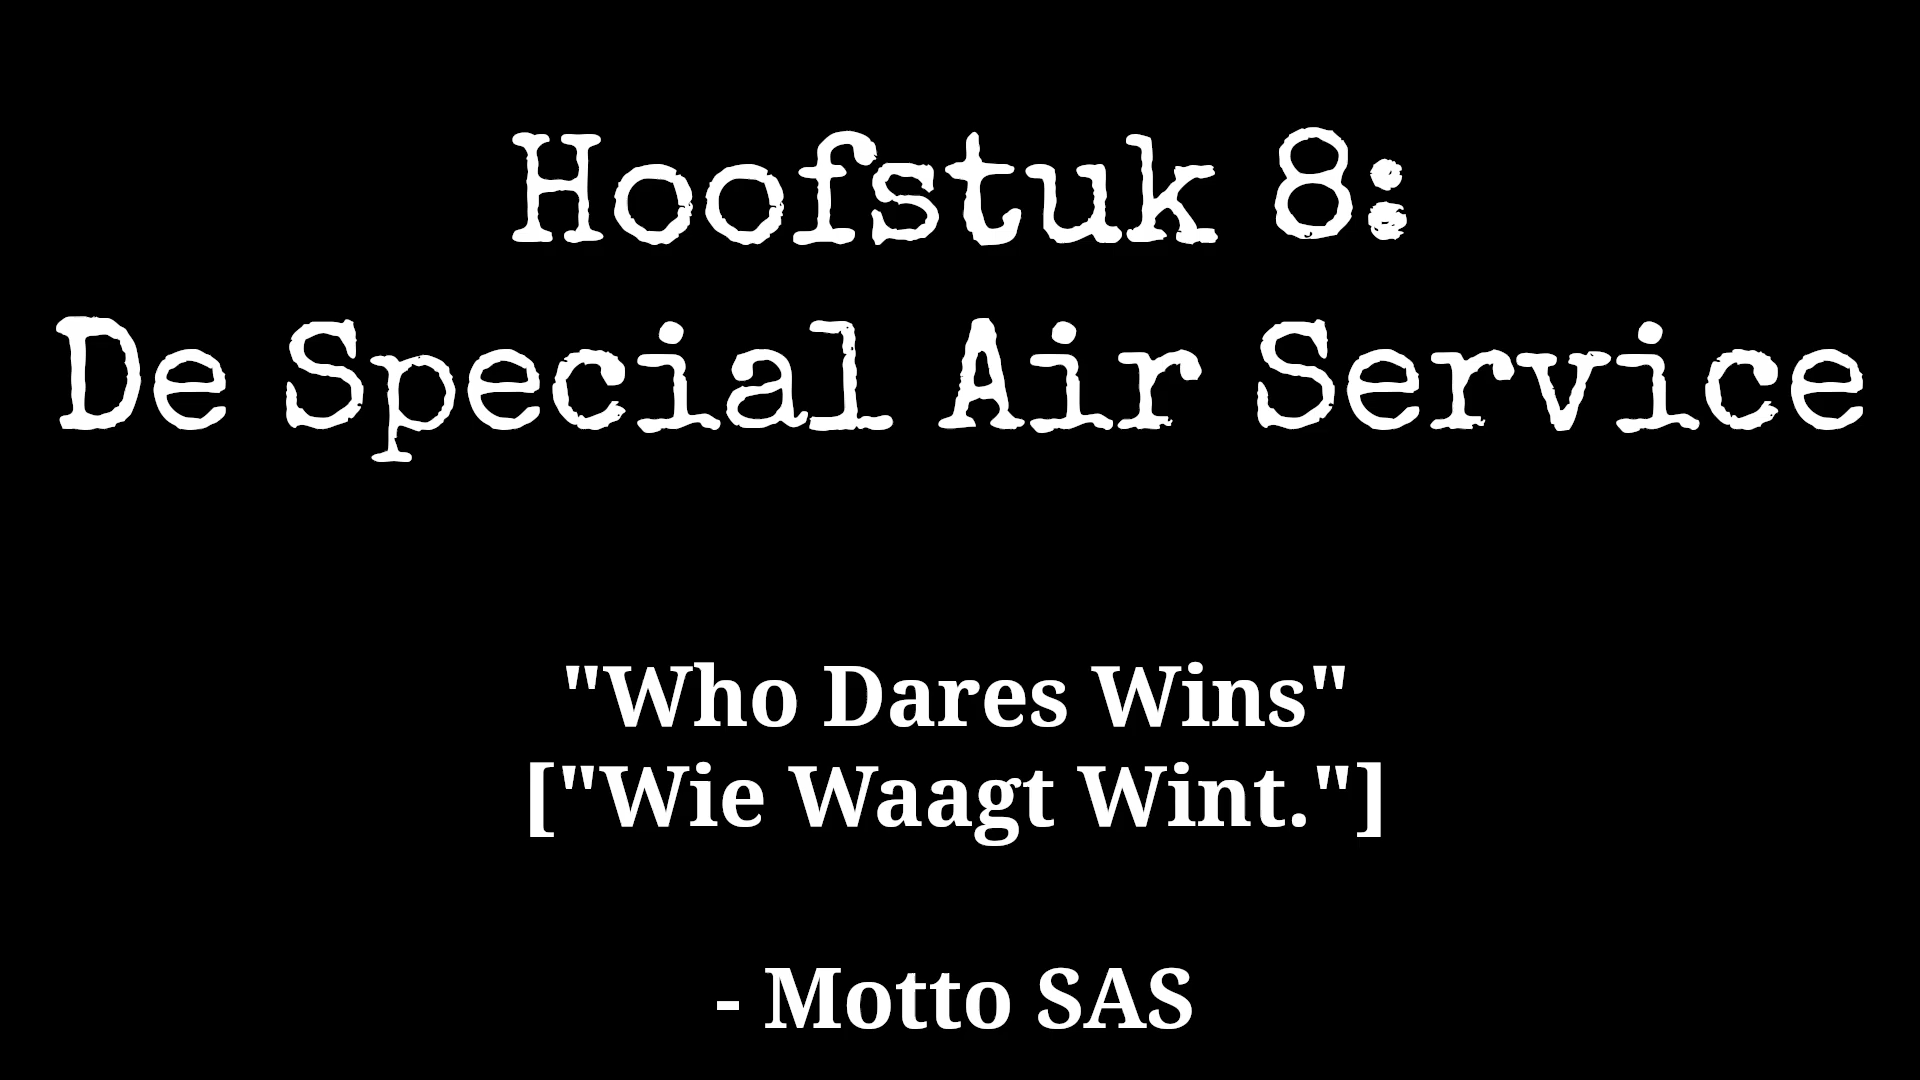 Hoofstuk 8:
De Special Air Service
"Who Dares Wins"
["Wie Waagt Wint."]
- Motto SAS